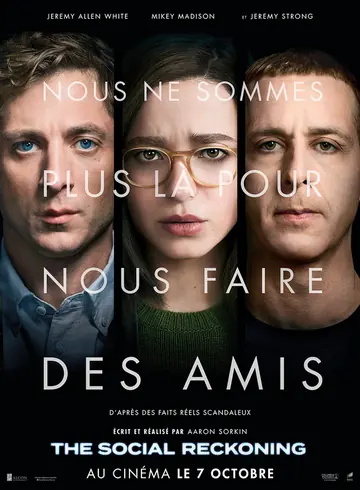 JEREMY ALLEN WHITE MIKEY MADISON ET JEREMY STRONG
NOUS NE SOMMES
PLUS LÀ POUR
NOUS FAIRE
DES AMIS
D'APRÈS DES FAITS RÉELS SCANDALEUX
ÉCRIT ET RÉALISÉ PAR AARON SORKIN
THE SOCIAL RECKONING
AU CINÉMA LE 7 OCTOBRE